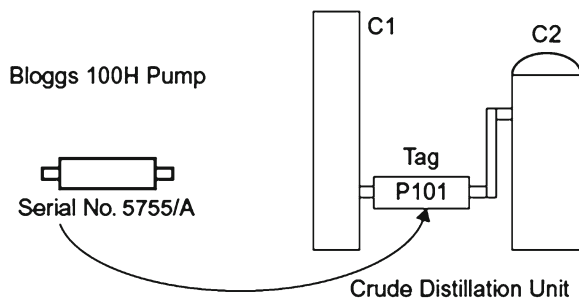 C1
C2
Bloggs 100H Pump
Tag
P101
Serial No. 5755/A
Crude Distillation Unit